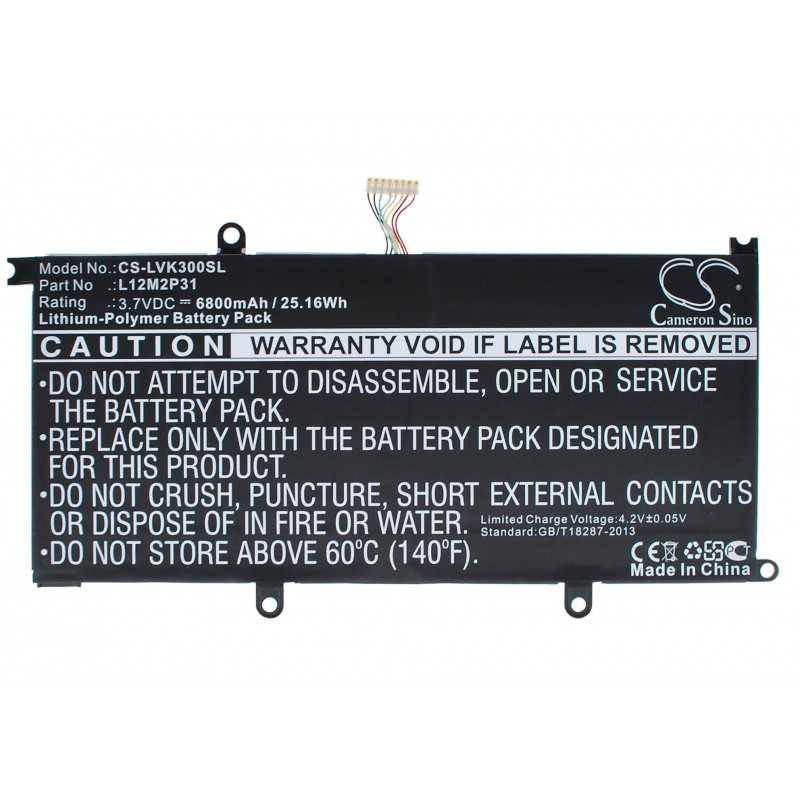 Model No.:CS-LVK300SL
Part No :L12M2P31
Rating :3.7VDC ⎓ 6800mAh / 25.16Wh
Lithium-Polymer Battery Pack
CS
Cameron Sino
CAUTION WARRANTY VOID IF LABEL IS REMOVED
•DO NOT ATTEMPT TO DISASSEMBLE, OPEN OR SERVICE
THE BATTERY PACK.
•REPLACE ONLY WITH THE BATTERY PACK DESIGNATED
FOR THIS PRODUCT.
•DO NOT CRUSH, PUNCTURE, SHORT EXTERNAL CONTACTS
OR DISPOSE OF IN FIRE OR WATER.
•DO NOT STORE ABOVE 60°C (140°F).
Limited Charge Voltage:4.2V±0.05V
Standard:GB/T18287-2013
CE
Made in China